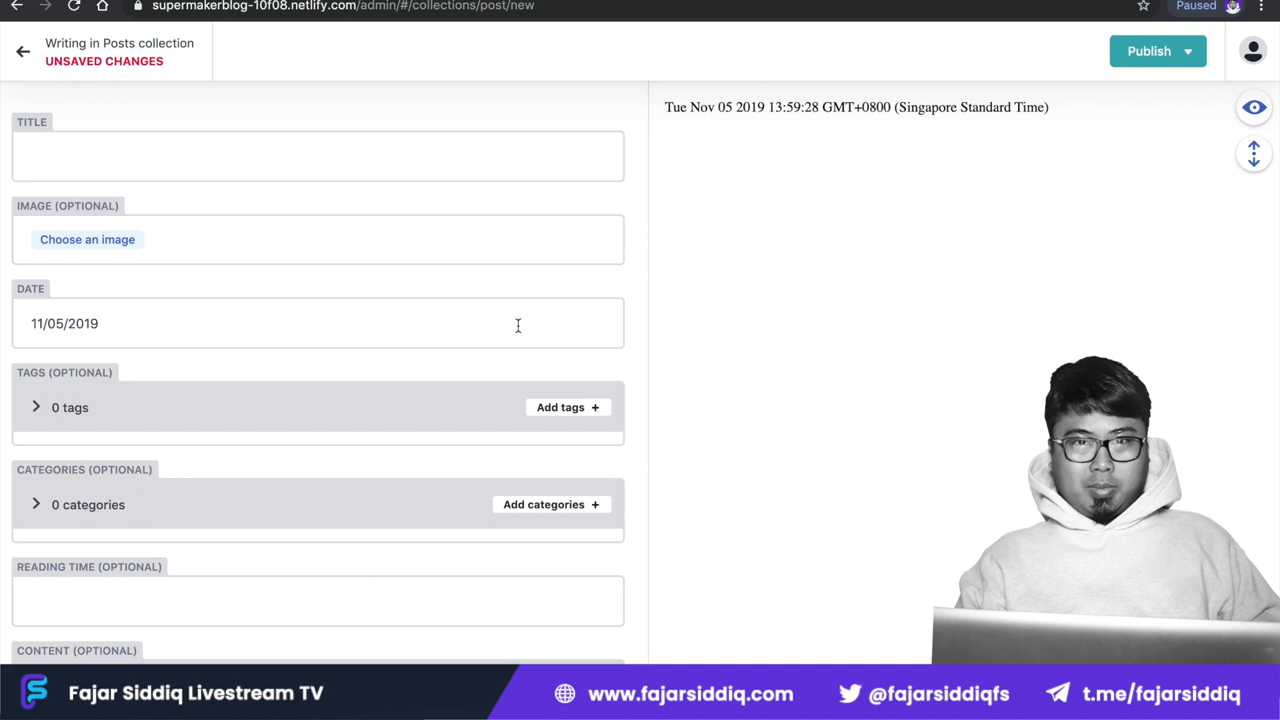 supermakerblog-10f08.netlify.com/admin/#/collections/post/new
Paused
Writing in Posts collection
UNSAVED CHANGES
Publish
TITLE
Tue Nov 05 2019 13:59:28 GMT+0800 (Singapore Standard Time)
IMAGE (OPTIONAL)
Choose an image
DATE
11/05/2019
TAGS (OPTIONAL)
0 tags
Add tags +
CATEGORIES (OPTIONAL)
0 categories
Add categories +
READING TIME (OPTIONAL)
CONTENT (OPTIONAL)
Fajar Siddiq Livestream TV
www.fajarsiddiq.com
@fajarsiddiqfs
t.me/fajarsiddiq